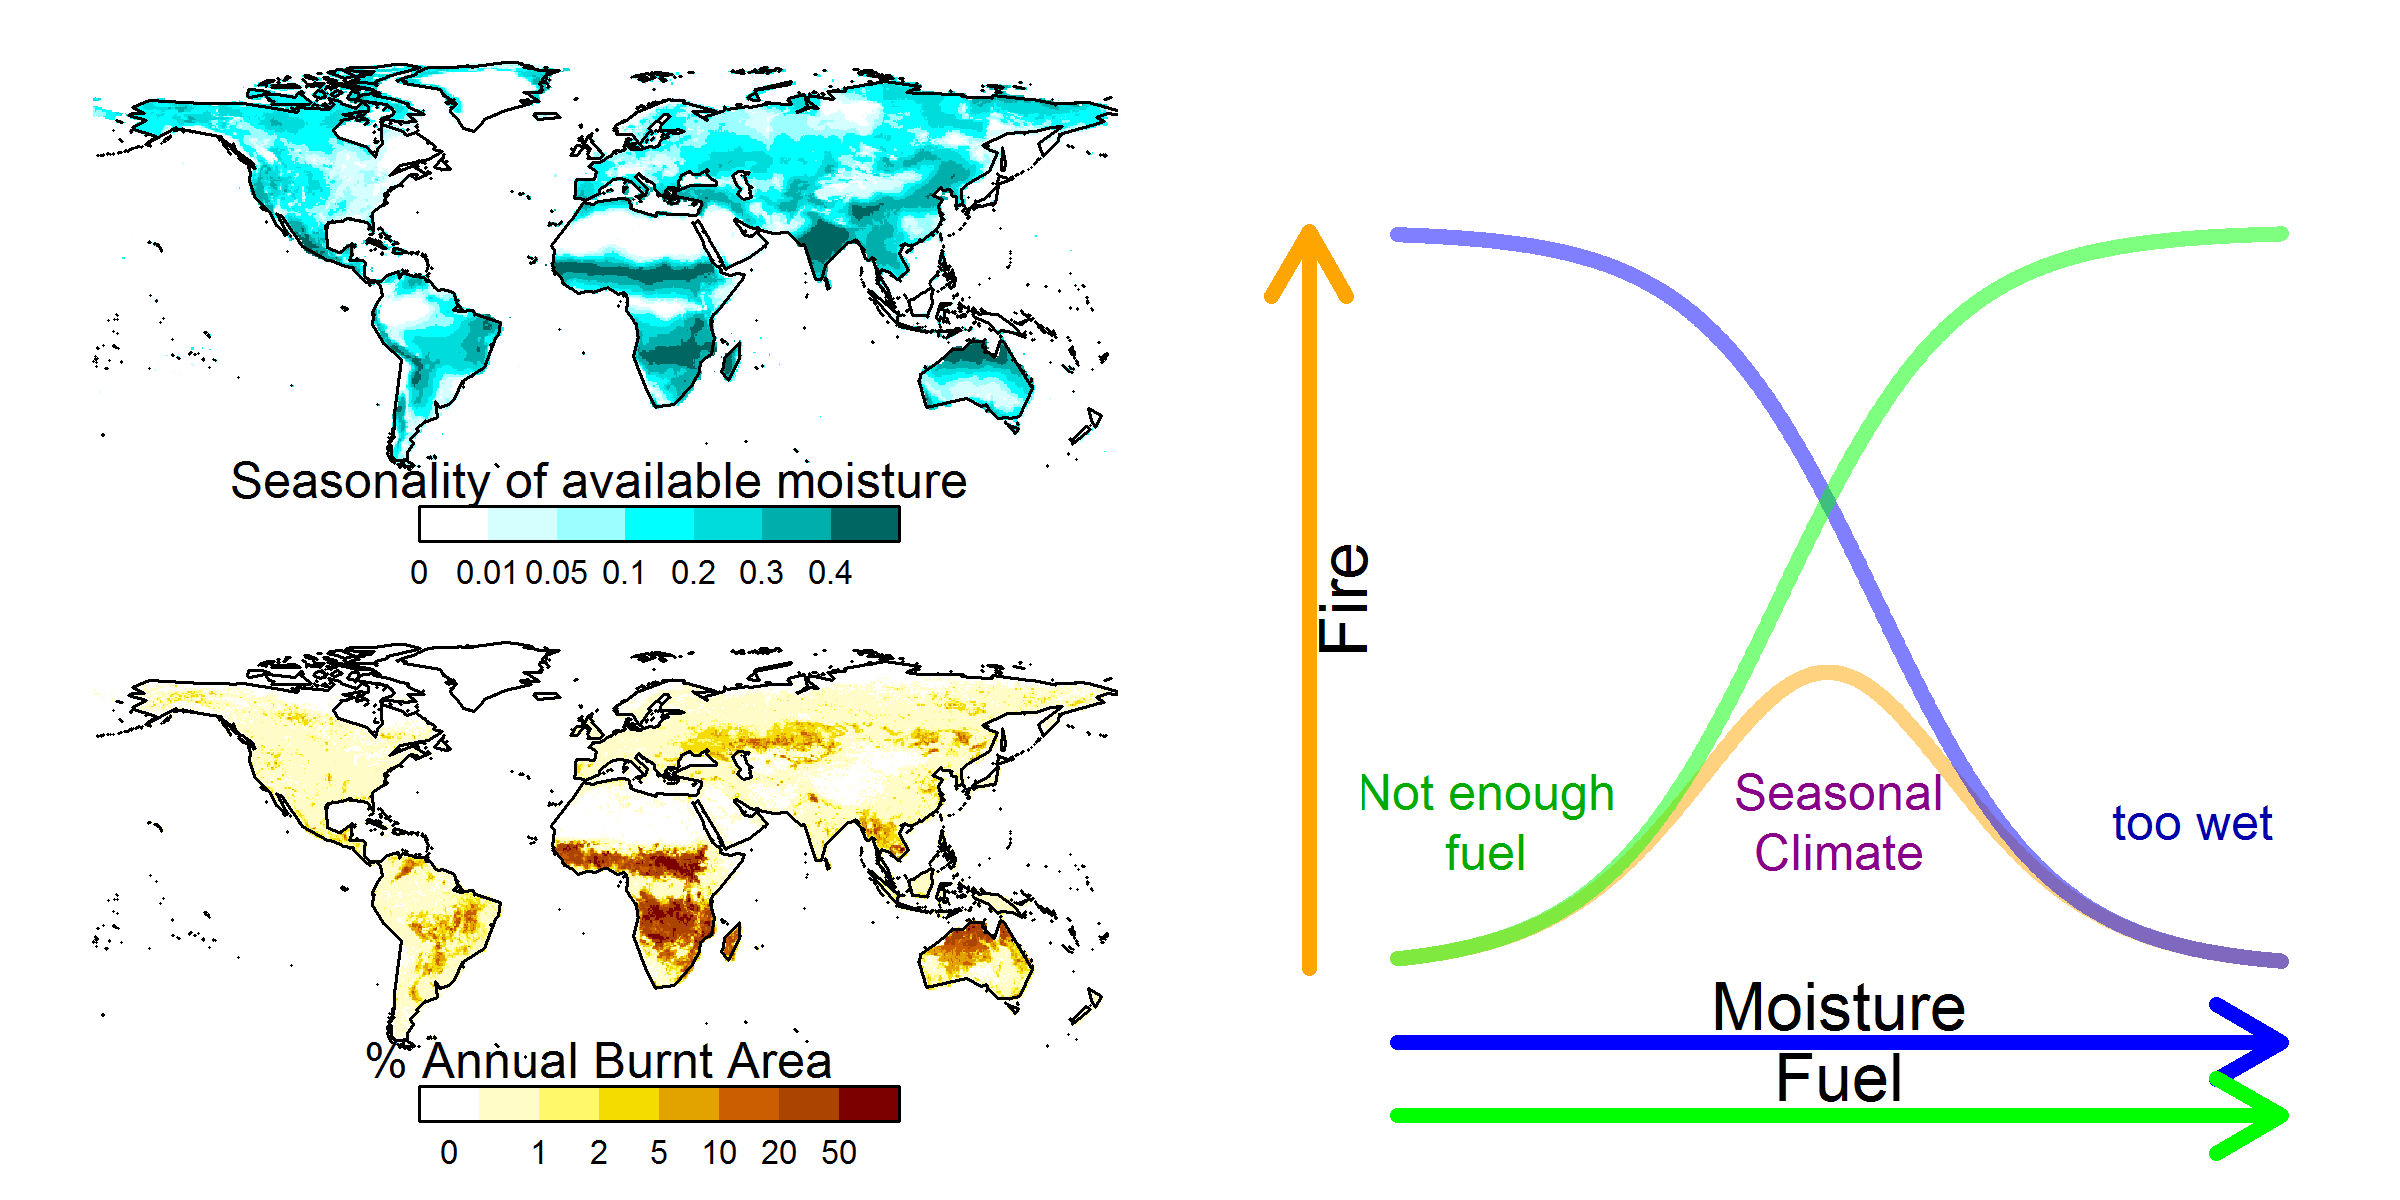 Seasonality of available moisture
0 0.01 0.05 0.1 0.2 0.3 0.4
% Annual Burnt Area
0 1 2 5 10 20 50
Fire
Not enough
fuel
Seasonal
Climate
too wet
Moisture
Fuel